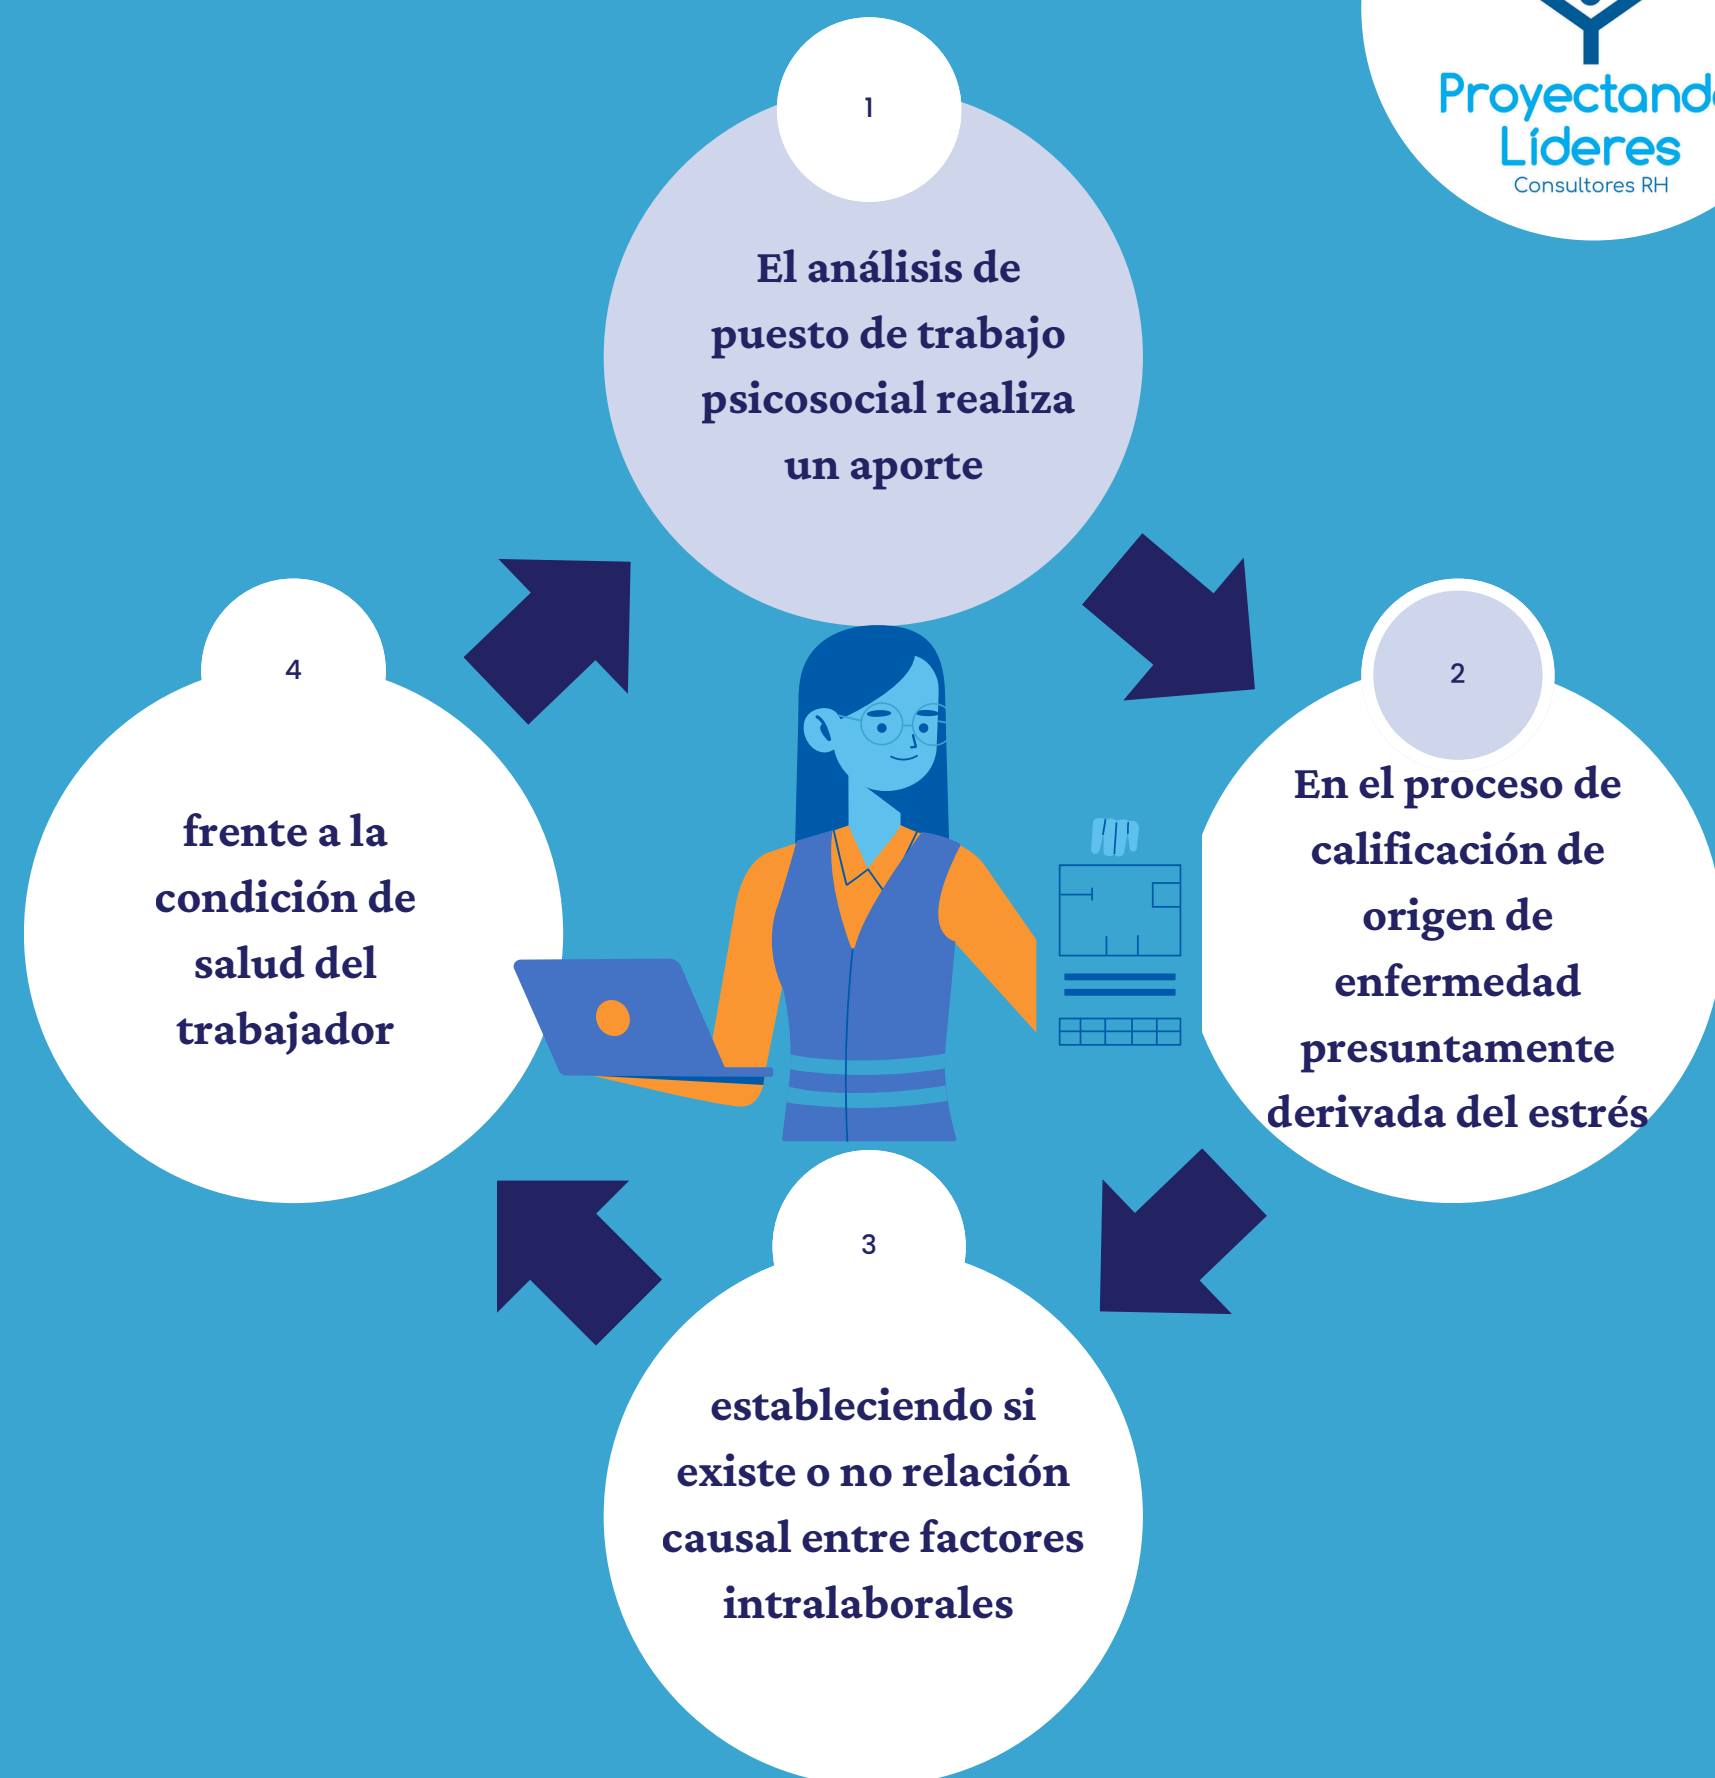 Proyectando
Líderes
Consultores RH
1
El análisis de
puesto de trabajo
psicosocial realiza
un aporte
2
En el proceso de
calificación de
origen de
enfermedad
presuntamente
derivada del estrés
3
estableciendo si
existe o no relación
causal entre factores
intralaborales
4
frente a la
condición de
salud del
trabajador